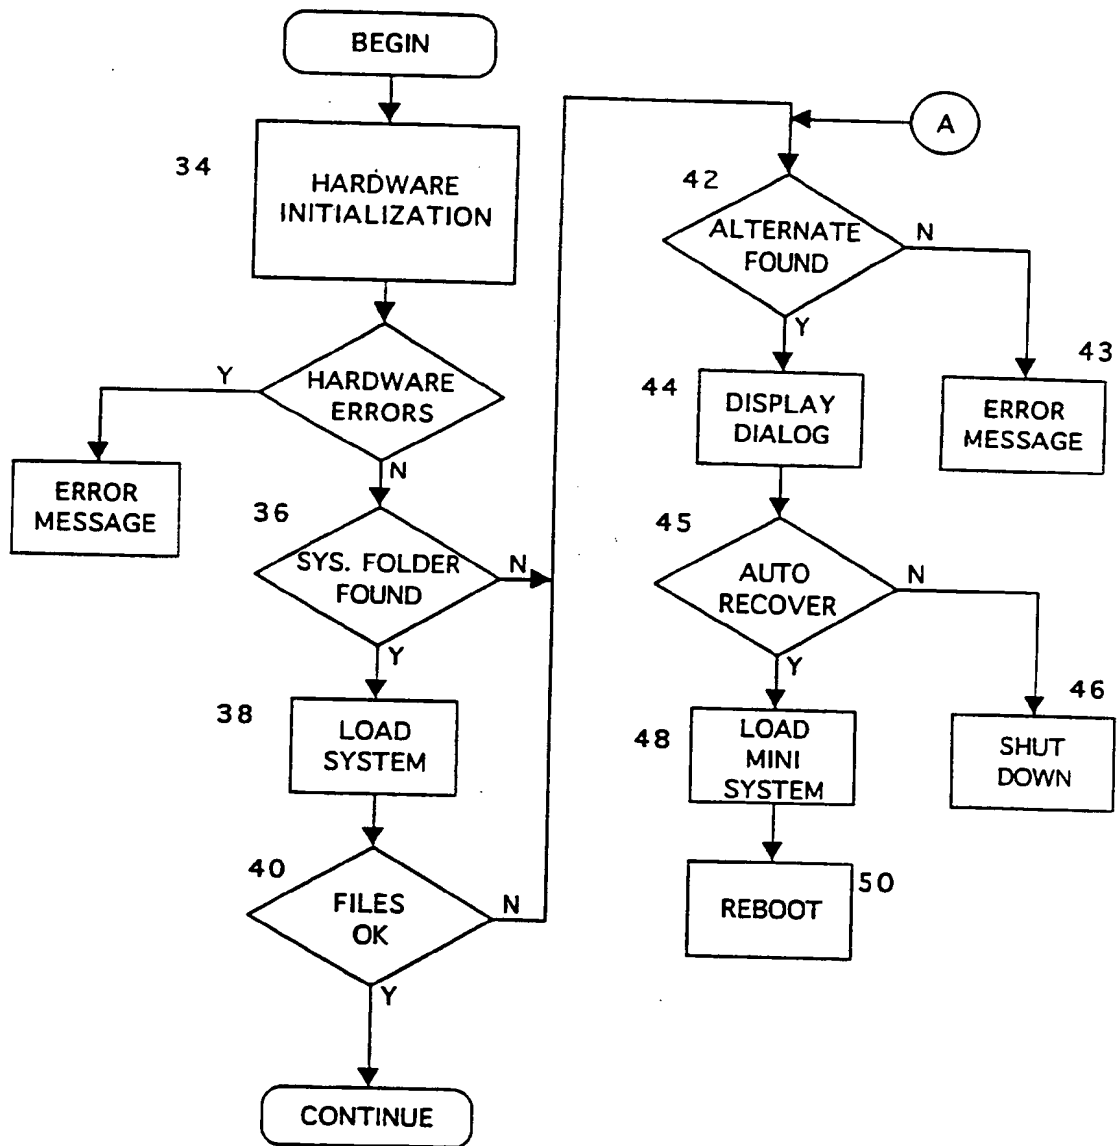 BEGIN
34
HARDWARE
INITIALIZATION
HARDWARE
ERRORS
Y
N
ERROR
MESSAGE
36
SYS. FOLDER
FOUND
N
Y
38
LOAD
SYSTEM
40
FILES
OK
N
Y
CONTINUE
A
42
ALTERNATE
FOUND
N
Y
43
ERROR
MESSAGE
44
DISPLAY
DIALOG
45
AUTO
RECOVER
N
Y
46
SHUT
DOWN
48
LOAD
MINI
SYSTEM
50
REBOOT